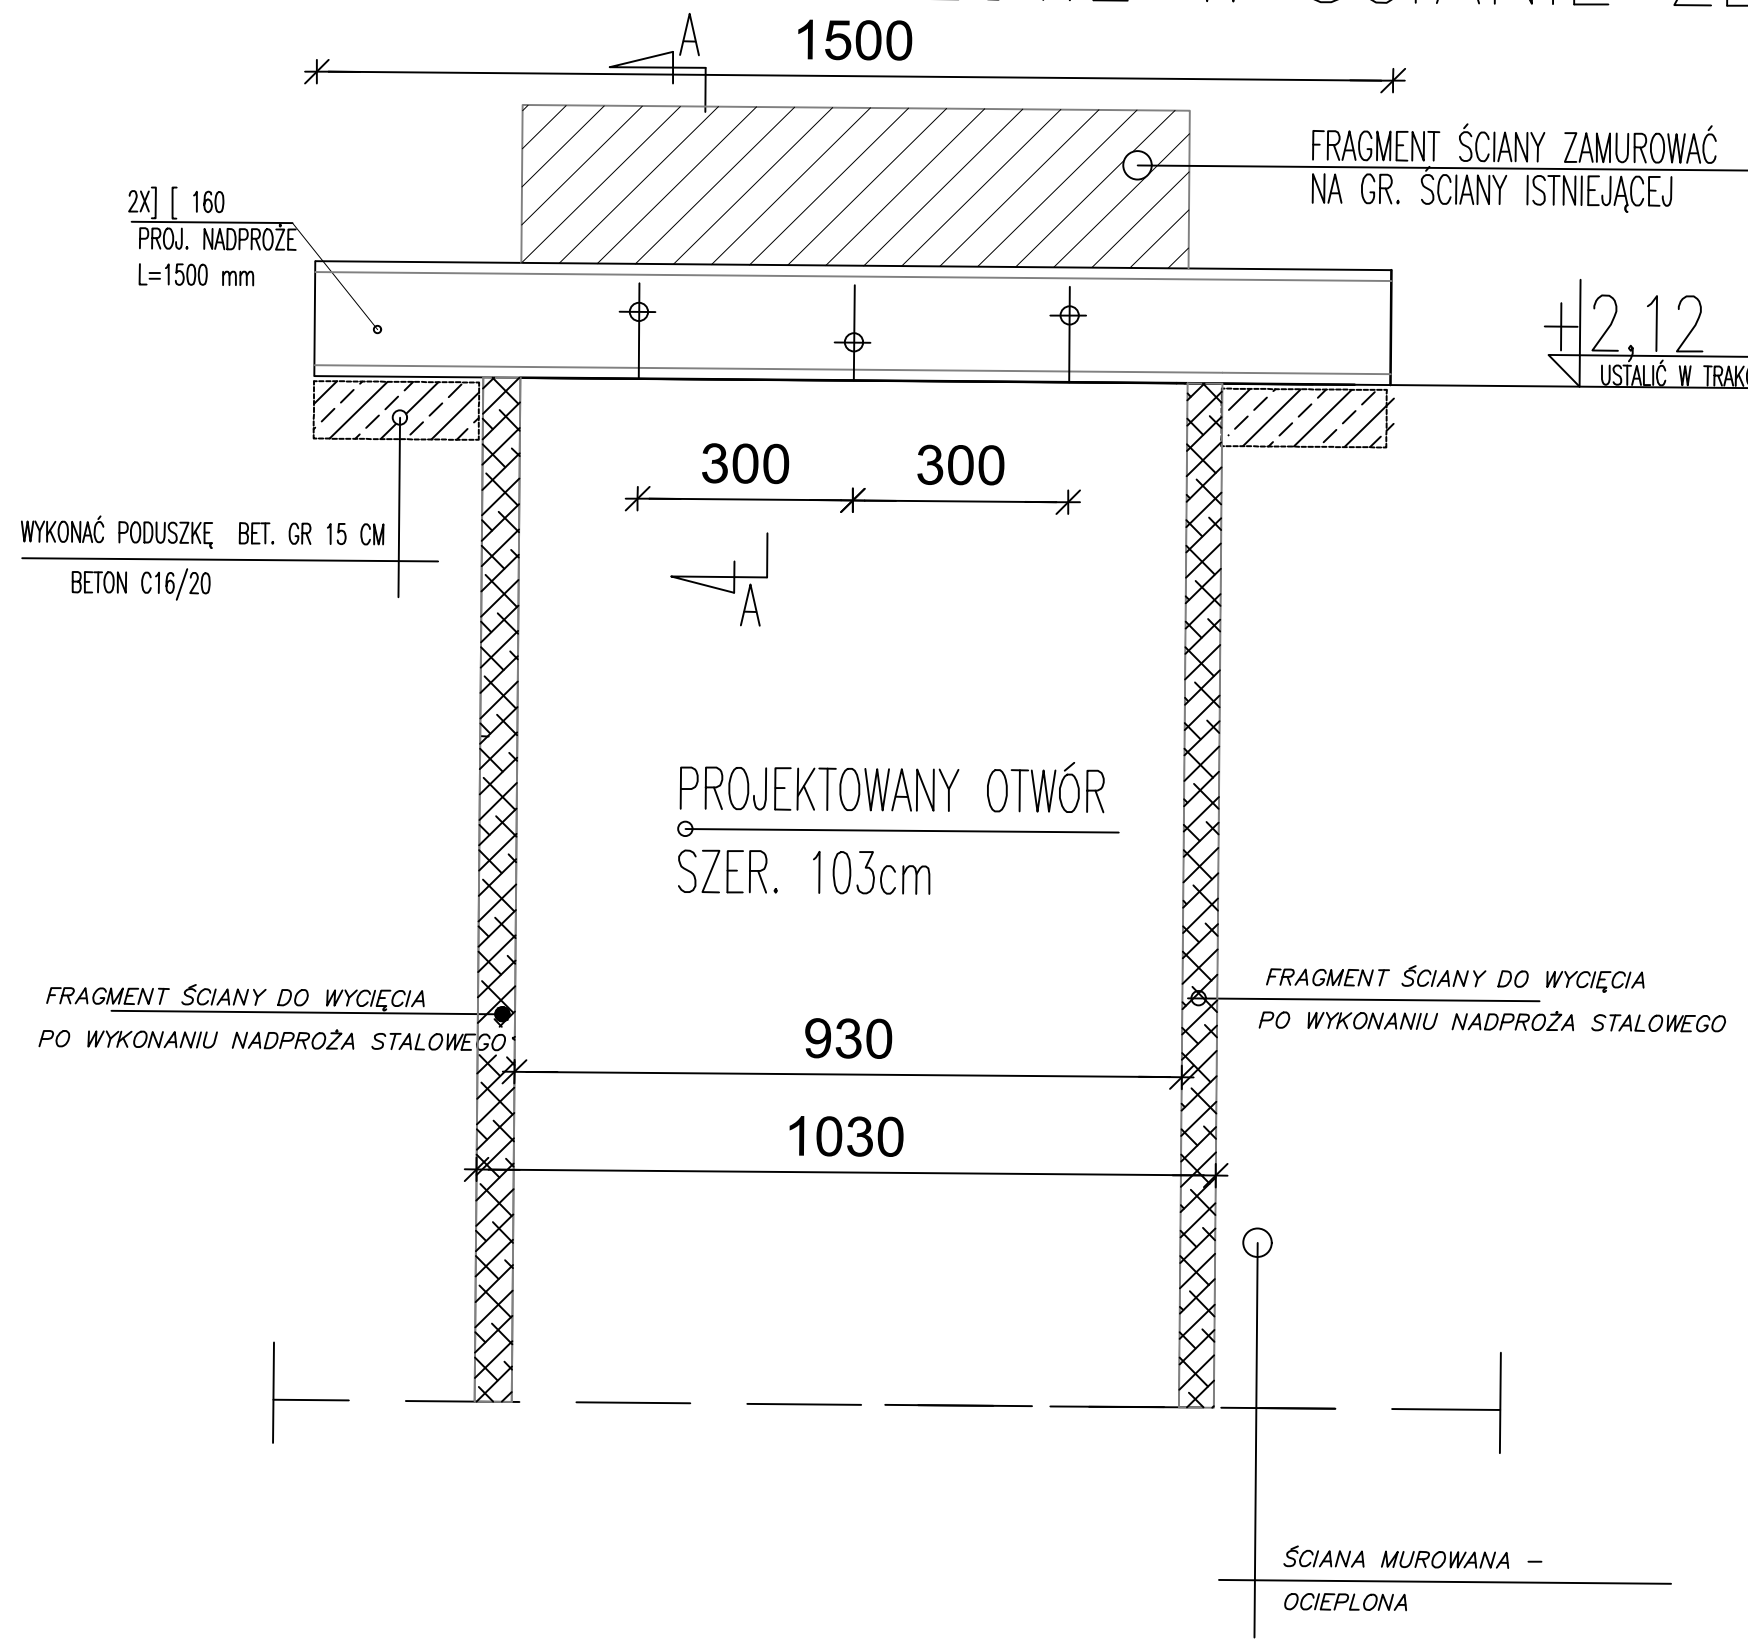 A
1500
FRAGMENT ŚCIANY ZAMUROWAĆ
NA GR. ŚCIANY ISTNIEJĄCEJ
2X] [ 160
PROJ. NADPROŻE
L=1500 mm
+2,12
USTALIĆ W
300 300
WYKONAĆ PODUSZKĘ BET. GR 15 CM
BETON C16/20
A
PROJEKTOWANY OTWÓR
SZER. 103cm
FRAGMENT ŚCIANY DO WYCIĘCIA
PO WYKONANIU NADPROŻA STALOWEGO
FRAGMENT ŚCIANY DO WYCIĘCIA
PO WYKONANIU NADPROŻA STALOWEGO
930
1030
ŚCIANA MUROWANA –
OCIEPLONA